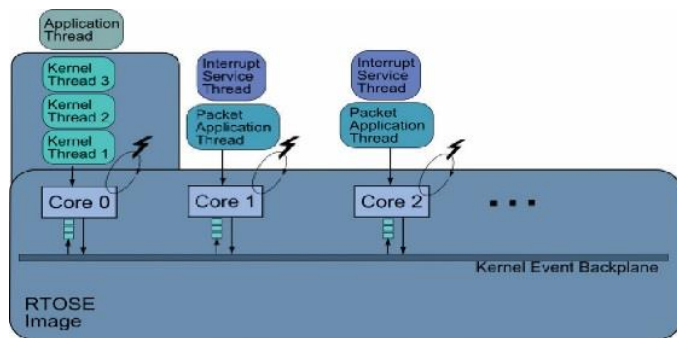 Application
Thread
Kernel
Thread 3
Kernel
Thread 2
Kernel
Thread 1
Interrupt
Service
Thread
Packet
Application
Thread
Interrupt
Service
Thread
Packet
Application
Thread
Core 0
Core 1
Core 2
Kernel Event Backplane
RTOSE
Image